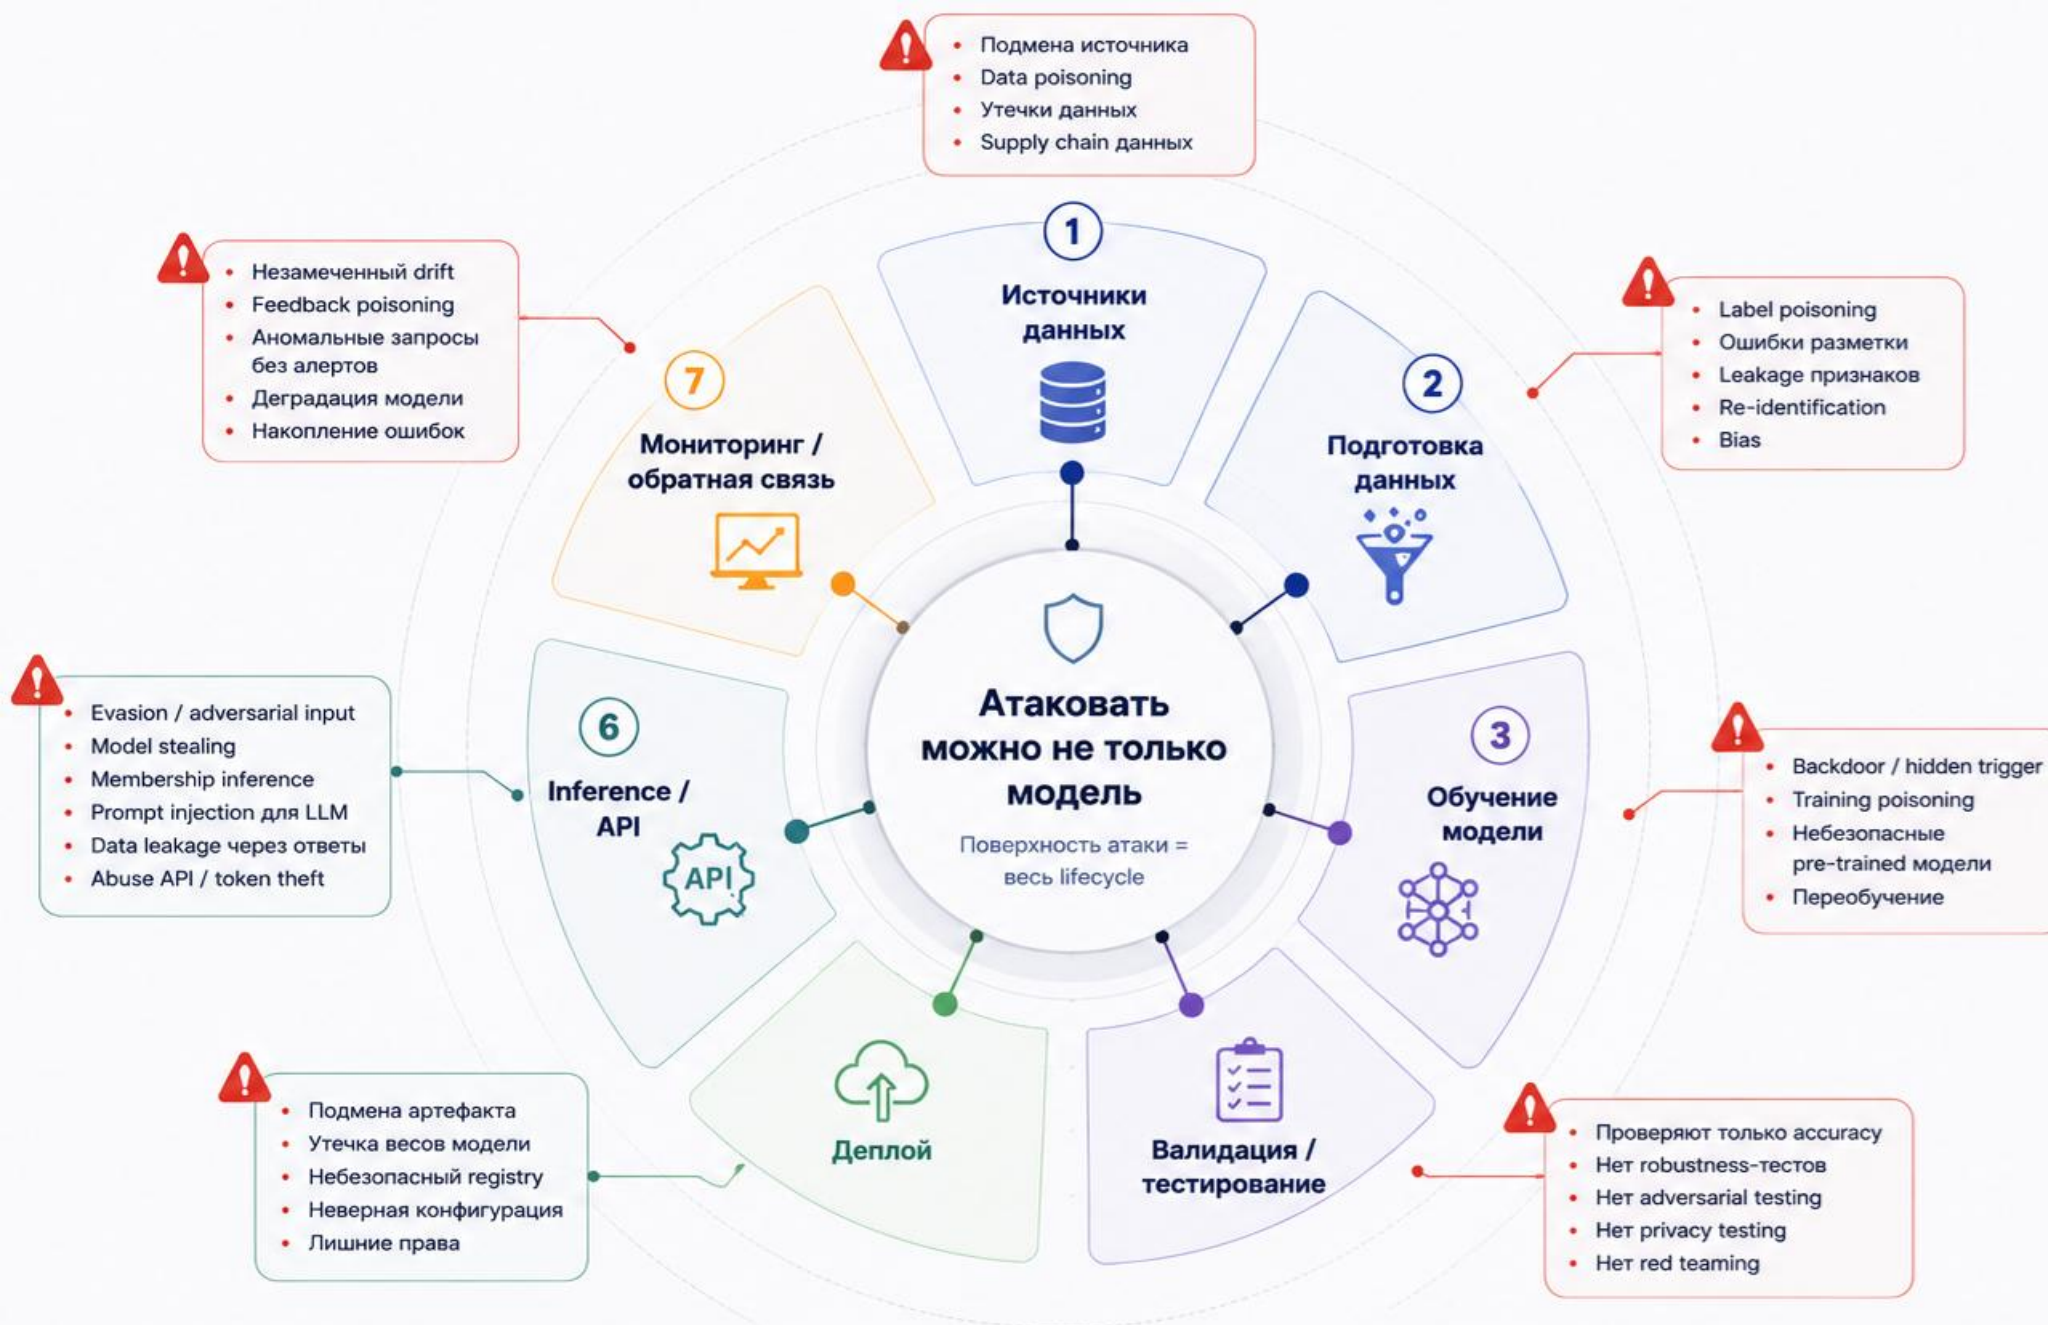 Подмена источника
Data poisoning
Утечки данных
Supply chain данных
1
Источники
данных
2
Подготовка
данных
Label poisoning
Ошибки разметки
Leakage признаков
Re-identification
Bias
3
Обучение
модели
Backdoor / hidden trigger
Training poisoning
Небезопасные
pre-trained модели
Переобучение
Валидация /
тестирование
Проверяют только accuracy
Нет robustness-тестов
Нет adversarial testing
Нет privacy testing
Нет red teaming
Деплой
Подмена артефакта
Утечка весов модели
Небезопасный registry
Неверная конфигурация
Лишние права
6
Inference /
API
API
Evasion / adversarial input
Model stealing
Membership inference
Prompt injection для LLM
Data leakage через ответы
Abuse API / token theft
7
Мониторинг /
обратная связь
Незамеченный drift
Feedback poisoning
Аномальные запросы
без алертов
Деградация модели
Накопление ошибок
Атаковать
можно не только
модель
Поверхность атаки =
весь lifecycle